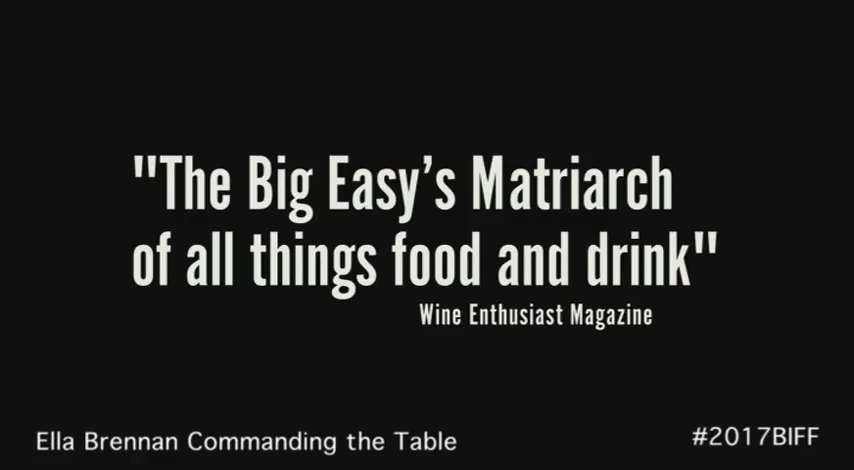 "The Big Easy’s Matriarch
of all things food and drink"
Wine Enthusiast Magazine
Ella Brennan Commanding the Table
#2017BIFF